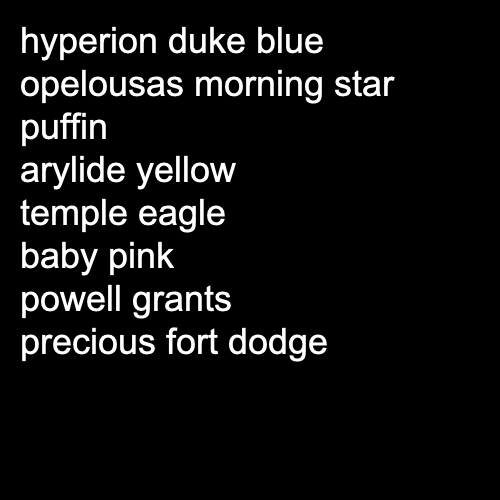 hyperion duke blue
opelousas morning star
puffin
arylide yellow
temple eagle
baby pink
powell grants
precious fort dodge